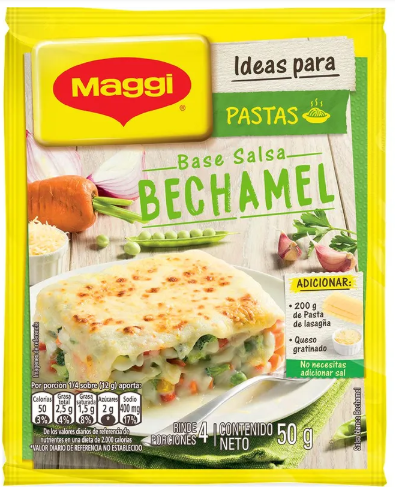 Maggi
®
Ideas para
PASTAS
Base Salsa
BECHAMEL
ADICIONAR:
• 200 g
de Pasta
de lasagña
• Queso
gratinado
No necesitas
adicionar sal
Por porción 1/4 sobre (12g) aporta:
Calorías
50
3%
Grasa
total
2,5 g
4%
Grasa
saturada
1,5 g
8%
Azúcares
2 g
Sodio
400 mg
17%
De los valores diarios de referencia de
nutrientes en una dieta de 2.000 calorías
*VALOR DIARIO DE REFERENCIA NO ESTABLECIDO.
RINDE 4
PORCIONES
CONTENIDO 50 g
NETO